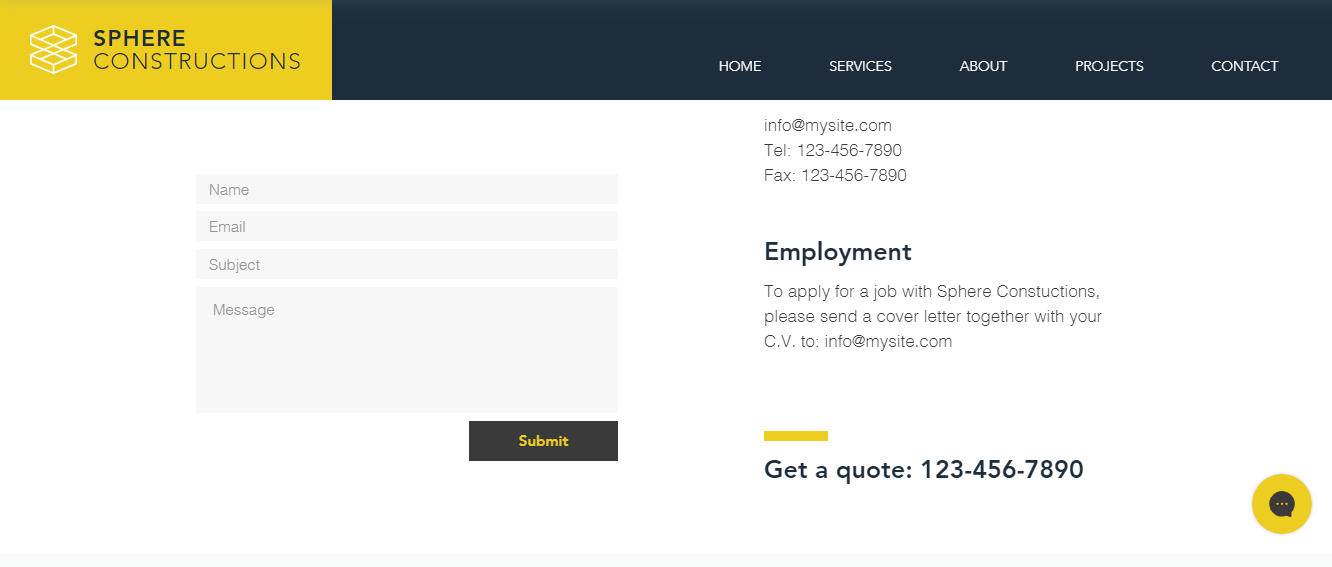 SPHERE
CONSTRUCTIONS
HOME SERVICES ABOUT PROJECTS CONTACT
Name
Email
Subject
Message
Submit
info@mysite.com
Tel: 123-456-7890
Fax: 123-456-7890
Employment
To apply for a job with Sphere Constuctions,
please send a cover letter together with your
C.V. to: info@mysite.com
Get a quote: 123-456-7890